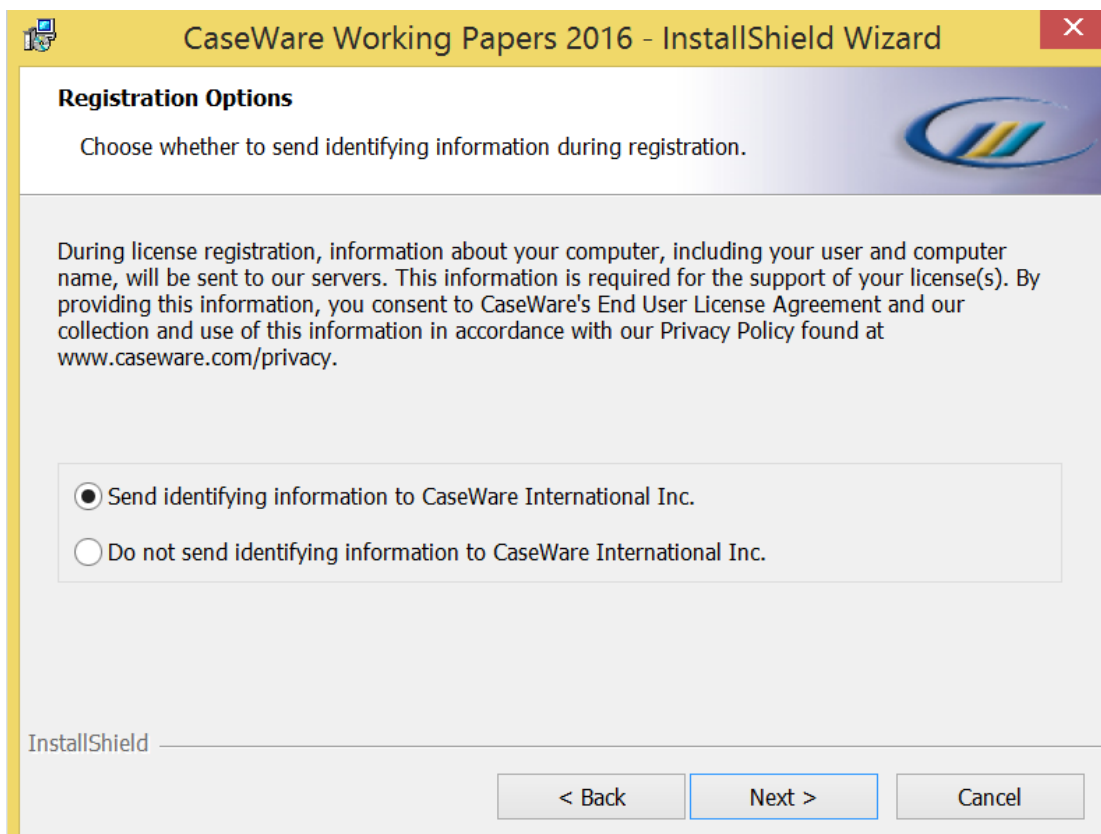 CaseWare Working Papers 2016 - InstallShield Wizard
Registration Options
Choose whether to send identifying information during registration.
During license registration, information about your computer, including your user and computer
name, will be sent to our servers. This information is required for the support of your license(s). By
providing this information, you consent to CaseWare's End User License Agreement and our
collection and use of this information in accordance with our Privacy Policy found at
www.caseware.com/privacy.
Send identifying information to CaseWare International Inc.
Do not send identifying information to CaseWare International Inc.
InstallShield
< Back Next > Cancel